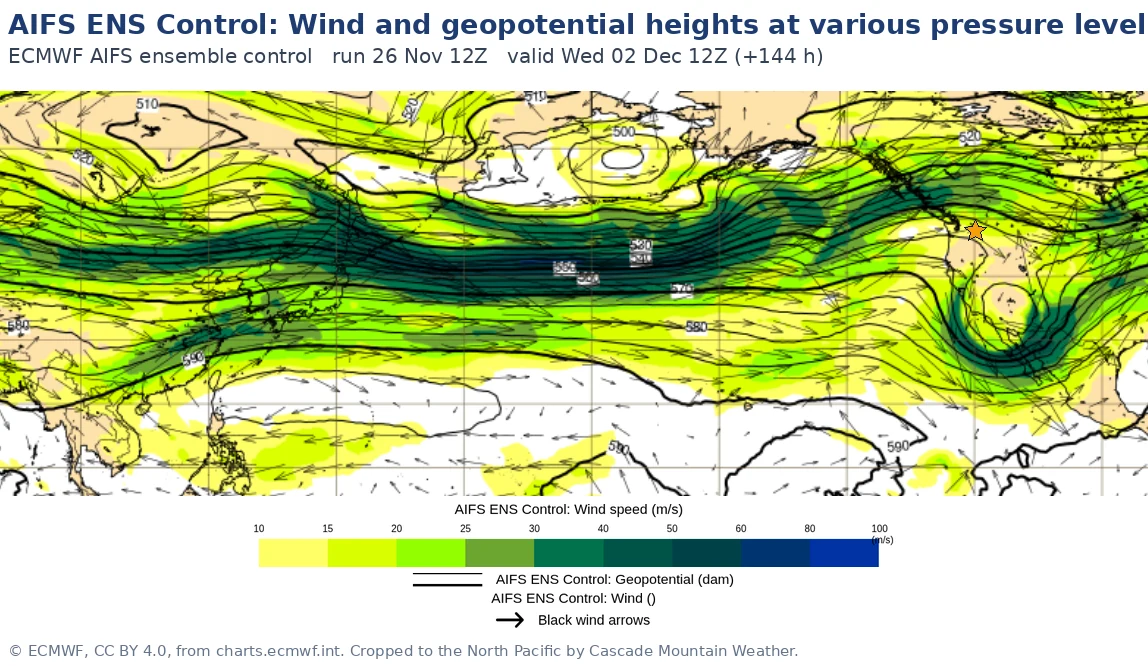 AIFS ENS Control: Wind and geopotential heights at various pressure level
ECMWF AIFS ensemble control run 26 Nov 12Z valid Wed 02 Dec 12Z (+144 h)
510
520
510
520
500
520
530
540
550
560
570
580
580
590
590
590
AIFS ENS Control: Wind speed (m/s)
10 15 20 25 30 40 50 60 80 100
(m/s)
AIFS ENS Control: Geopotential (dam)
AIFS ENS Control: Wind ()
Black wind arrows
© ECMWF, CC BY 4.0, from charts.ecmwf.int. Cropped to the North Pacific by Cascade Mountain Weather.